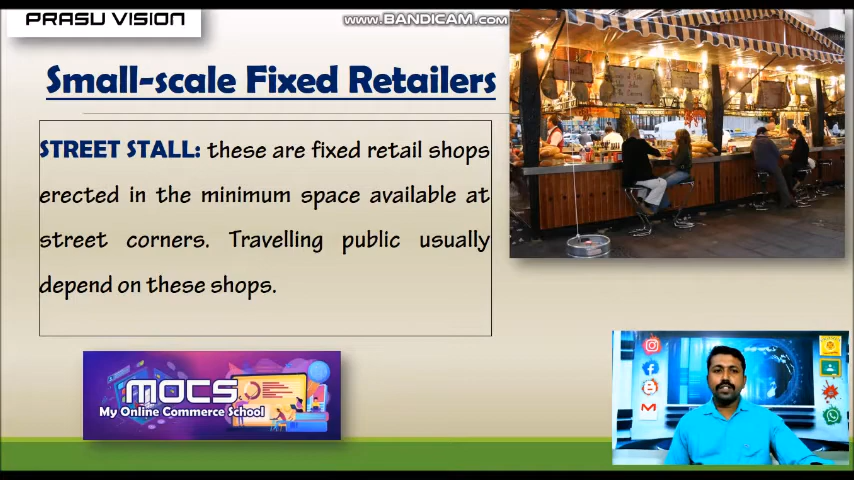 PRASU VISION
www.BANDICAM.com
Small-scale Fixed Retailers
STREET STALL: these are fixed retail shops
erected in the minimum space available at
street corners. Travelling public usually
depend on these shops.
MOCS
My Online Commerce School